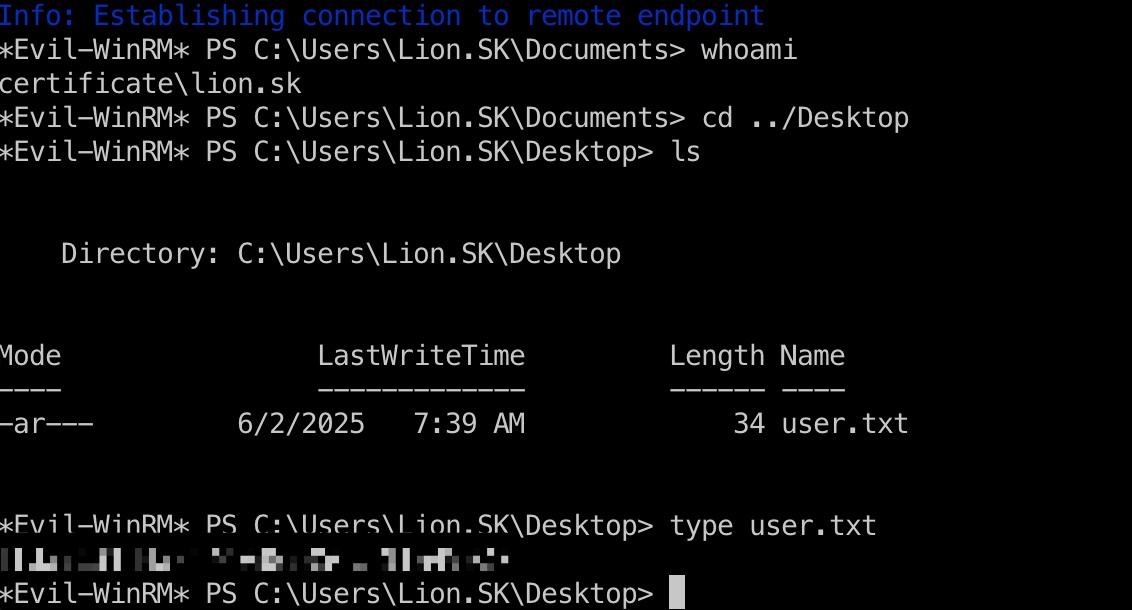 Info: Establishing connection to remote endpoint
*Evil-WinRM* PS C:\Users\Lion.SK\Documents> whoami
certificate\lion.sk
*Evil-WinRM* PS C:\Users\Lion.SK\Documents> cd ../Desktop
*Evil-WinRM* PS C:\Users\Lion.SK\Desktop> ls
Directory: C:\Users\Lion.SK\Desktop
Mode LastWriteTime Length Name
---- ------------- ------ ----
-ar--- 6/2/2025 7:39 AM 34 user.txt
*Evil-WinRM* PS C:\Users\Lion.SK\Desktop> type user.txt
*Evil-WinRM* PS C:\Users\Lion.SK\Desktop>